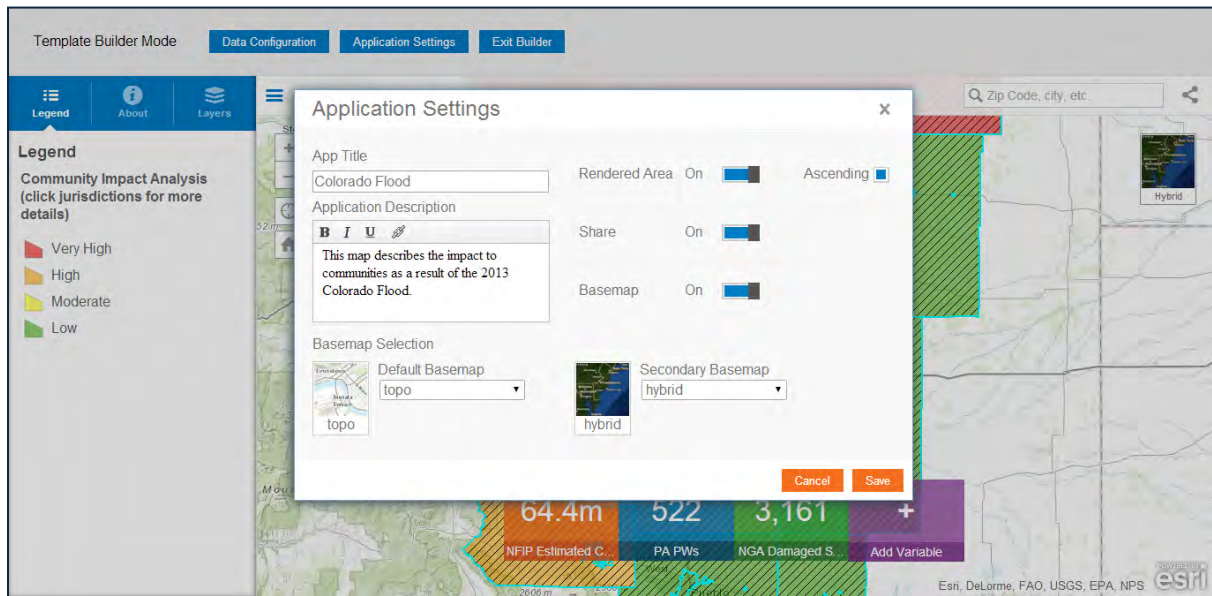 Template Builder Mode
Data Configuration
Application Settings
Exit Builder
Legend
About
Layers
Zip Code, city, etc.
Legend
Community Impact Analysis
(click jurisdictions for more
details)
Very High
High
Moderate
Low
Application Settings
×
App Title
Colorado Flood
Application Description
B I U
This map describes the impact to
communities as a result of the 2013
Colorado Flood.
Rendered Area On
Ascending
Share On
Basemap On
Basemap Selection
Default Basemap
topo
topo
Secondary Basemap
hybrid
hybrid
Cancel
Save
Hybrid
52 m
64.4m
NFIP Estimated C...
522
PA PWs
3,161
NGA Damaged S...
+
Add Variable
2606 m
Pueblo
Esri, DeLorme, FAO, USGS, EPA, NPS
esri